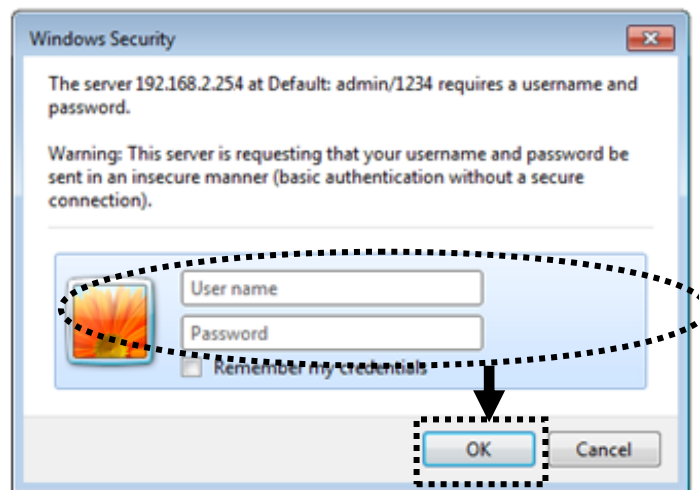 Windows Security
The server 192.168.2.254 at Default: admin/1234 requires a username and
password.
Warning: This server is requesting that your username and password be
sent in an insecure manner (basic authentication without a secure
connection).
User name
Password
Remember my credentials
OK
Cancel